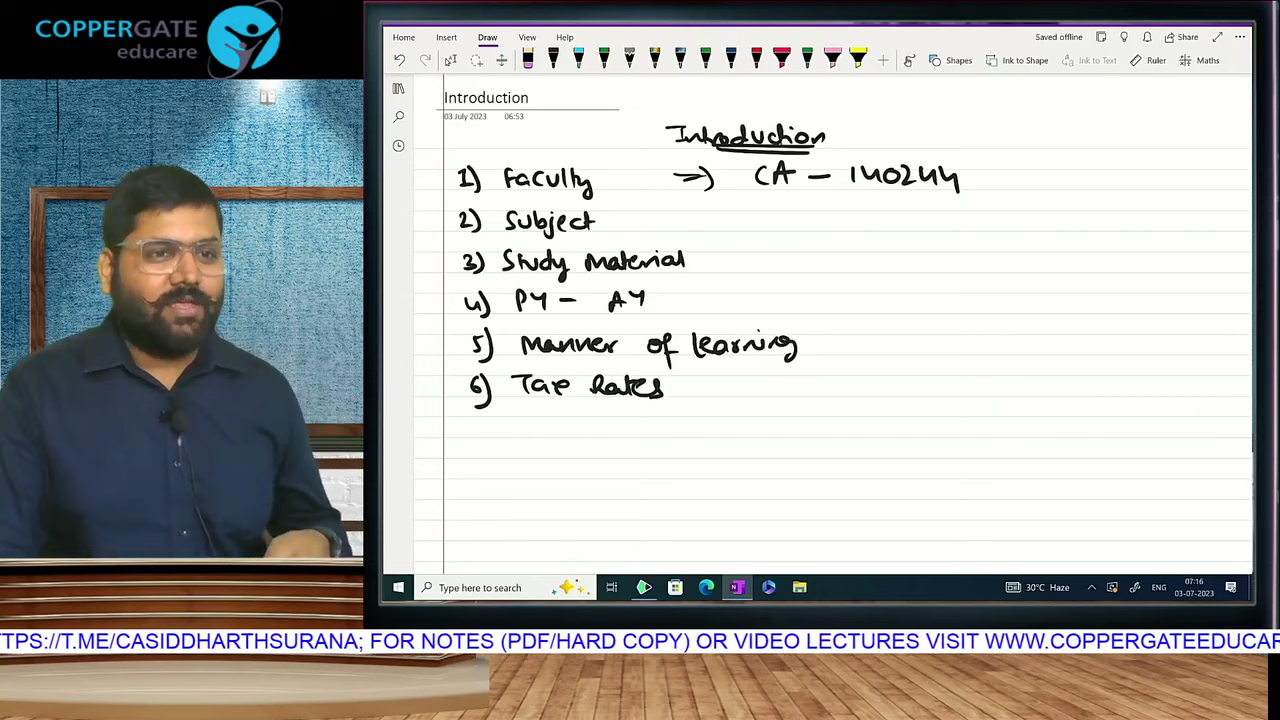 COPPERGATE
educare
Home Insert Draw View Help Saved offline Share
Shapes Ink to Shape Ink to Text Ruler Maths
Introduction
03 July 2023 06:53
Introduction
1) Faculty => CA - 140244
2) Subject
3) Study Material
4) PY - AY
5) Manner of learning
6) Tax Rates
Type here to search 30°C Haze ENG 07:16
03-07-2023
TTPS://T.ME/CASIDDHARTHSURANA; FOR NOTES (PDF/HARD COPY) OR VIDEO LECTURES VISIT WWW.COPPERGATEEDUCAR